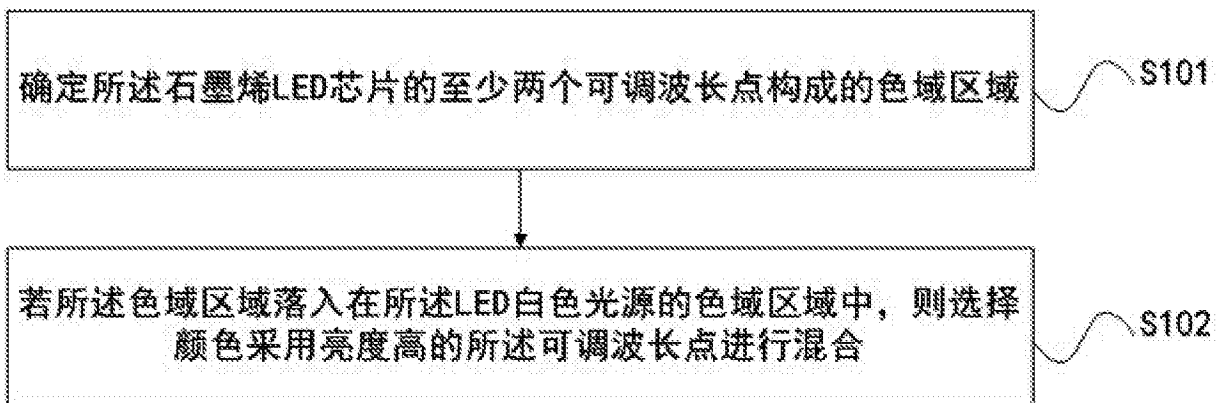 确定所述石墨烯LED芯片的至少两个可调波长点构成的色域区域
S101
若所述色域区域落入在所述LED白色光源的色域区域中，则选择
颜色采用亮度高的所述可调波长点进行混合
S102